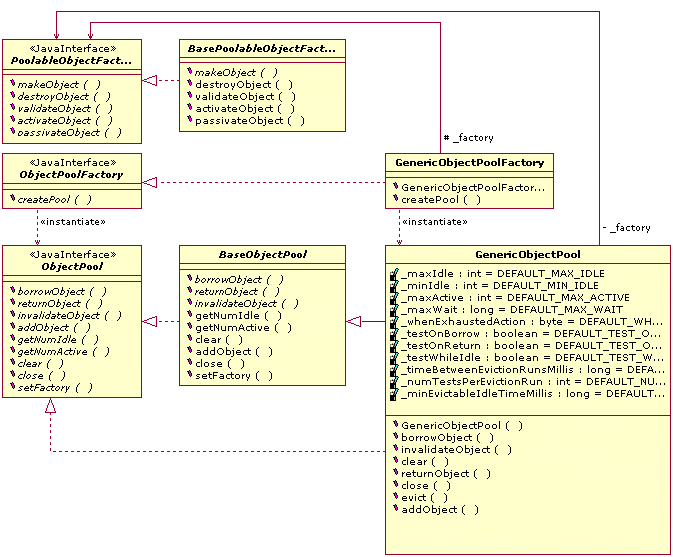 «JavaInterface»
PoolableObjectFact...
makeObject ( )
destroyObject ( )
validateObject ( )
activateObject ( )
passivateObject ( )
BasePoolableObjectFact...
makeObject ( )
destroyObject ( )
validateObject ( )
activateObject ( )
passivateObject ( )
# _factory
«JavaInterface»
ObjectPoolFactory
createPool ( )
GenericObjectPoolFactory
GenericObjectPoolFactor...
createPool ( )
«instantiate»
«instantiate»
- _factory
«JavaInterface»
ObjectPool
borrowObject ( )
returnObject ( )
invalidateObject ( )
addObject ( )
getNumIdle ( )
getNumActive ( )
clear ( )
close ( )
setFactory ( )
BaseObjectPool
borrowObject ( )
returnObject ( )
invalidateObject ( )
getNumIdle ( )
getNumActive ( )
clear ( )
addObject ( )
close ( )
setFactory ( )
GenericObjectPool
_maxIdle : int = DEFAULT_MAX_IDLE
_minIdle : int = DEFAULT_MIN_IDLE
_maxActive : int = DEFAULT_MAX_ACTIVE
_maxWait : long = DEFAULT_MAX_WAIT
_whenExhaustedAction : byte = DEFAULT_WH...
_testOnBorrow : boolean = DEFAULT_TEST_O...
_testOnReturn : boolean = DEFAULT_TEST_O...
_testWhileIdle : boolean = DEFAULT_TEST_W...
_timeBetweenEvictionRunsMillis : long = DEFA...
_numTestsPerEvictionRun : int = DEFAULT_NU...
_minEvictableIdleTimeMillis : long = DEFAULT...
GenericObjectPool ( )
borrowObject ( )
invalidateObject ( )
clear ( )
returnObject ( )
close ( )
evict ( )
addObject ( )